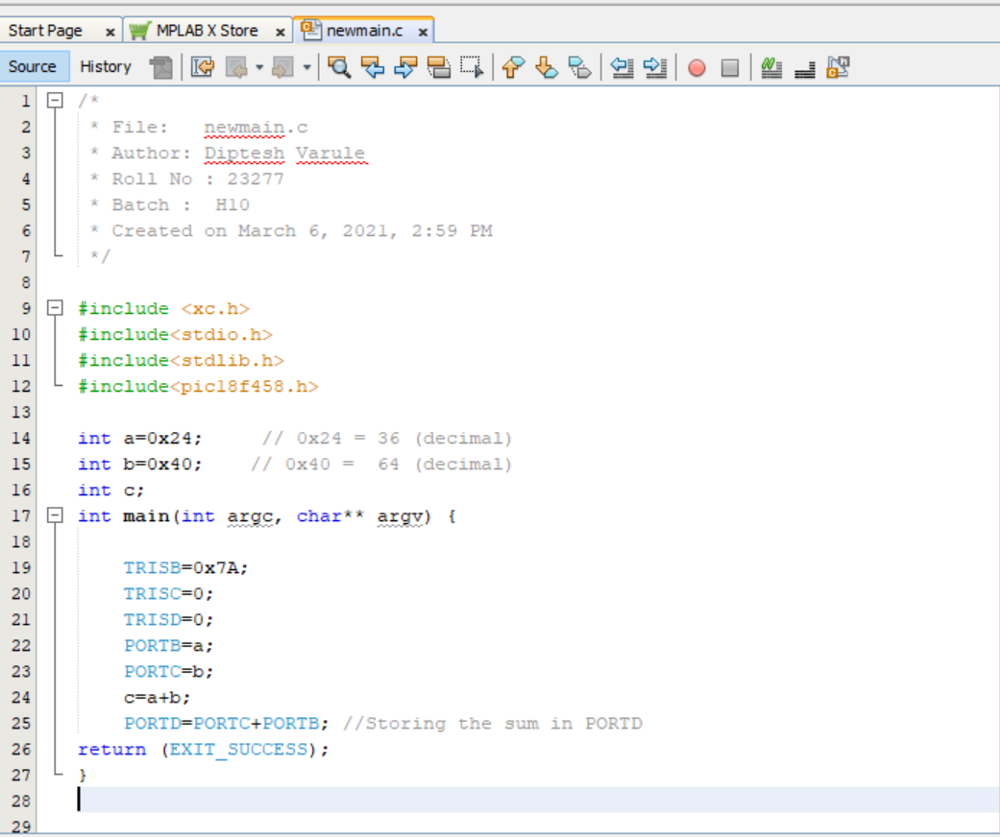 Start Page x MPLAB X Store x newmain.c x
Source History
1 /*
2 * File: newmain.c
3 * Author: Diptesh Varule
4 * Roll No : 23277
5 * Batch : H10
6 * Created on March 6, 2021, 2:59 PM
7 */
8
9 #include <xc.h>
10 #include<stdio.h>
11 #include<stdlib.h>
12 #include<pic18f458.h>
13
14 int a=0x24; // 0x24 = 36 (decimal)
15 int b=0x40; // 0x40 = 64 (decimal)
16 int c;
17 int main(int argc, char** argv) {
18
19 TRISB=0x7A;
20 TRISC=0;
21 TRISD=0;
22 PORTB=a;
23 PORTC=b;
24 c=a+b;
25 PORTD=PORTC+PORTB; //Storing the sum in PORTD
26 return (EXIT_SUCCESS);
27 }
28
29